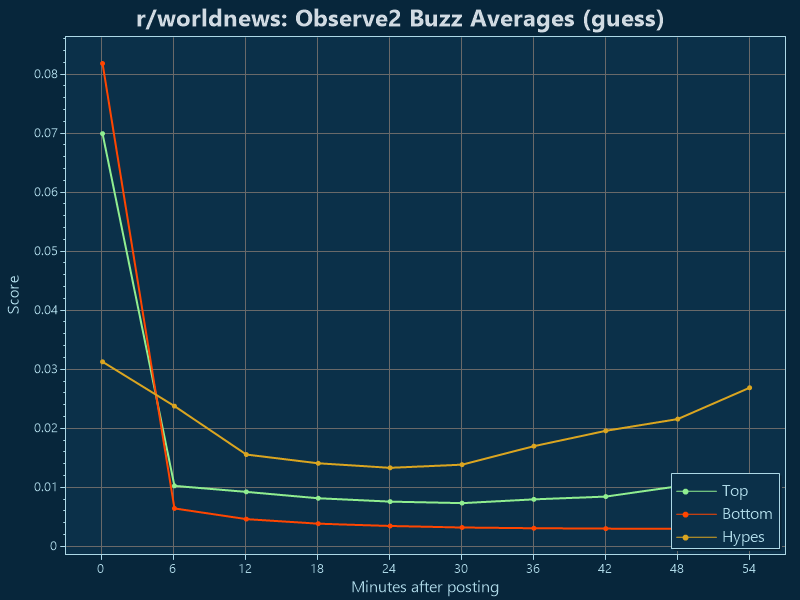 r/worldnews: Observe2 Buzz Averages (guess)
0.08
0.07
0.06
0.05
0.04
0.03
0.02
0.01
0
Score
Top
Bottom
Hypes
0 6 12 18 24 30 36 42 48 54
Minutes after posting